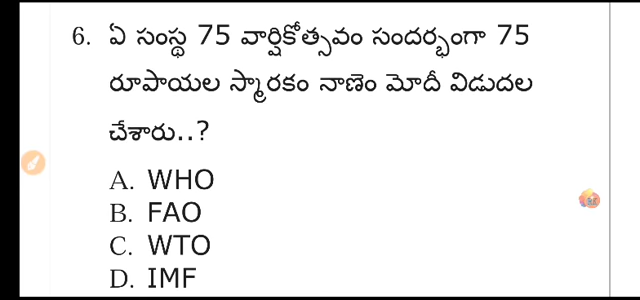 6. ఏ సంస్థ 75 వార్షికోత్సవం సందర్భంగా 75
రూపాయల స్మారకం నాణెం మోదీ విడుదల
చేశారు..?
A. WHO
B. FAO
C. WTO
D. IMF